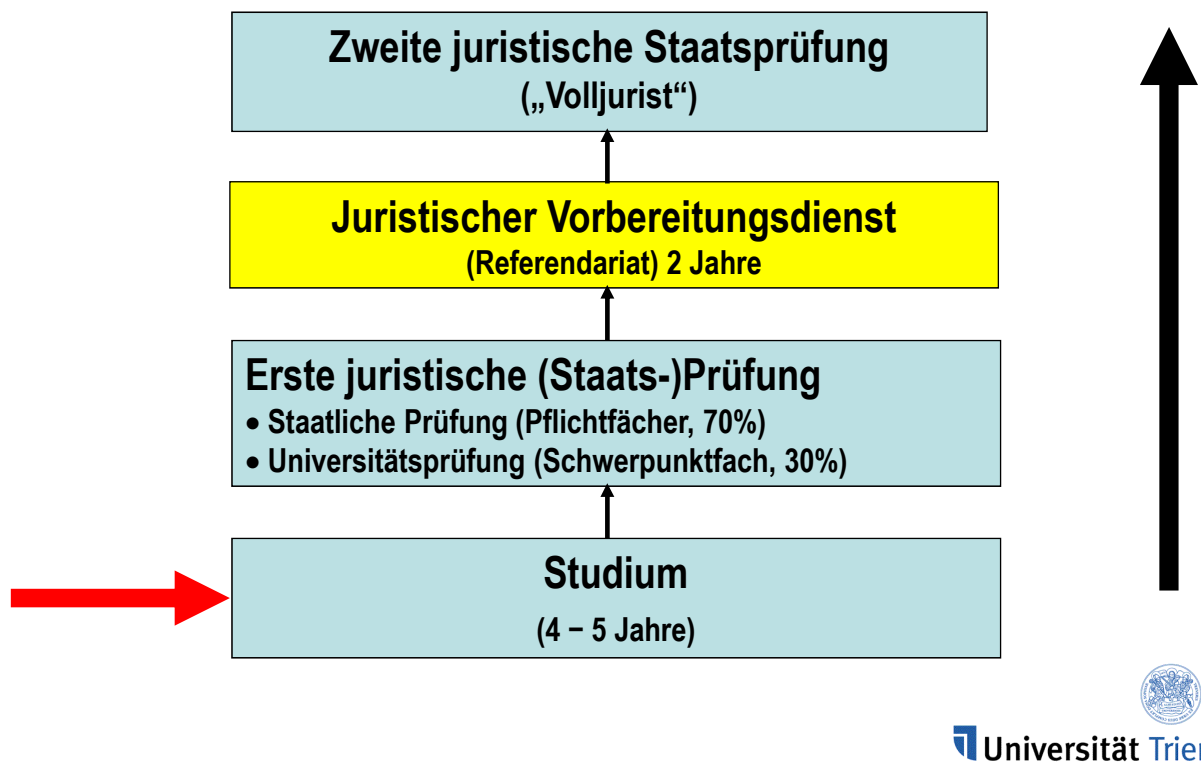 Zweite juristische Staatsprüfung
(„Volljurist“)
Juristischer Vorbereitungsdienst
(Referendariat) 2 Jahre
Erste juristische (Staats-)Prüfung
• Staatliche Prüfung (Pflichtfächer, 70%)
• Universitätsprüfung (Schwerpunktfach, 30%)
Studium
(4 – 5 Jahre)
Universität Trier